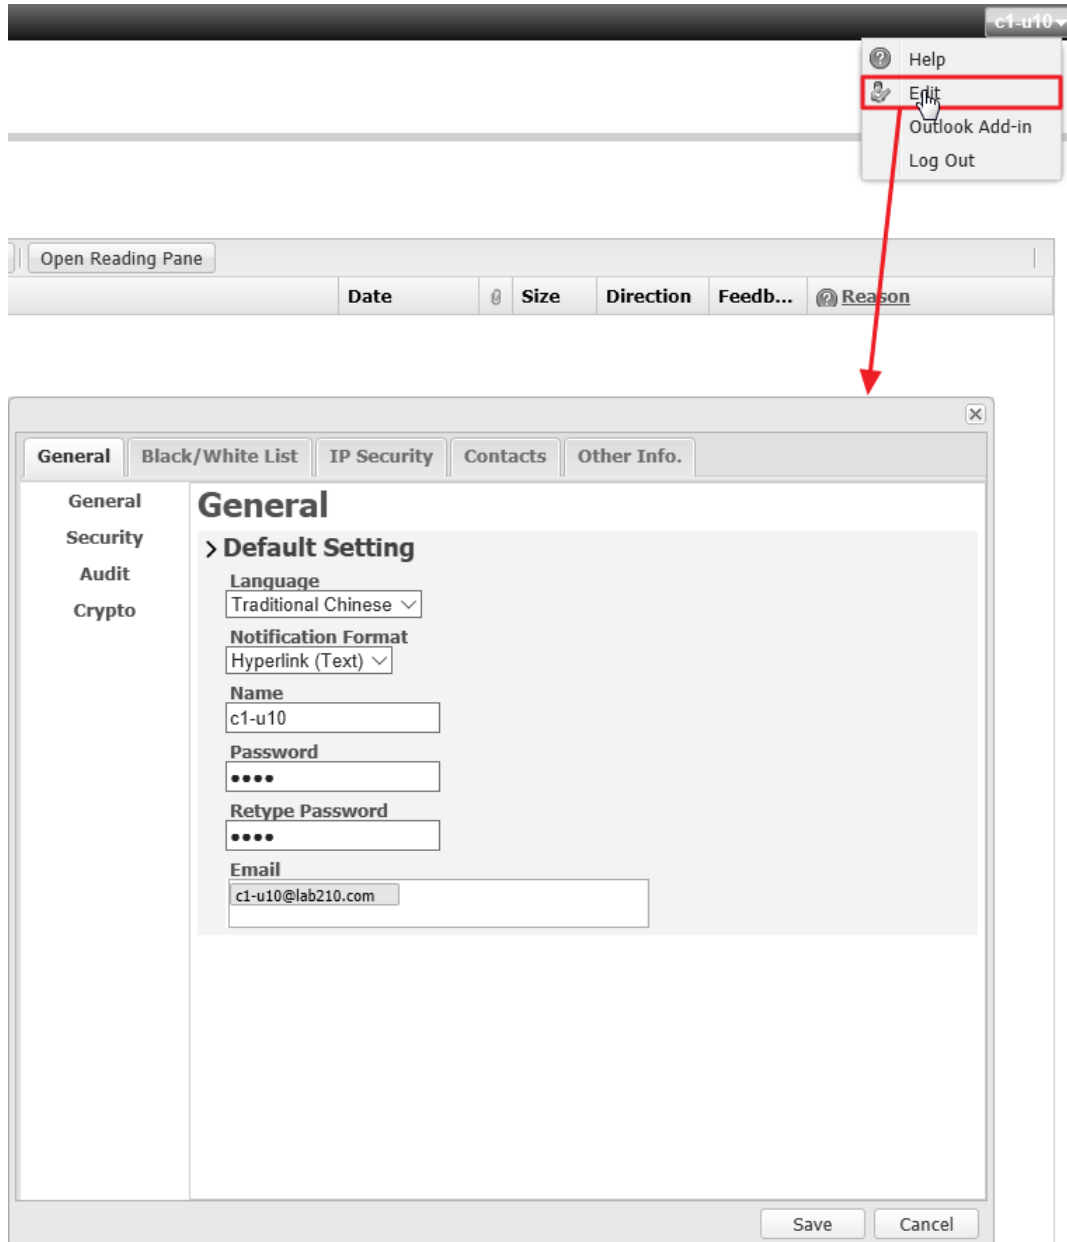 c1-u10
Help
Edit
Outlook Add-in
Log Out
Open Reading Pane
Date Size Direction Feedb... Reason
General Black/White List IP Security Contacts Other Info.
General
Security
Audit
Crypto
General
Default Setting
Language
Traditional Chinese
Notification Format
Hyperlink (Text)
Name
c1-u10
Password
••••
Retype Password
••••
Email
c1-u10@lab210.com
Save Cancel